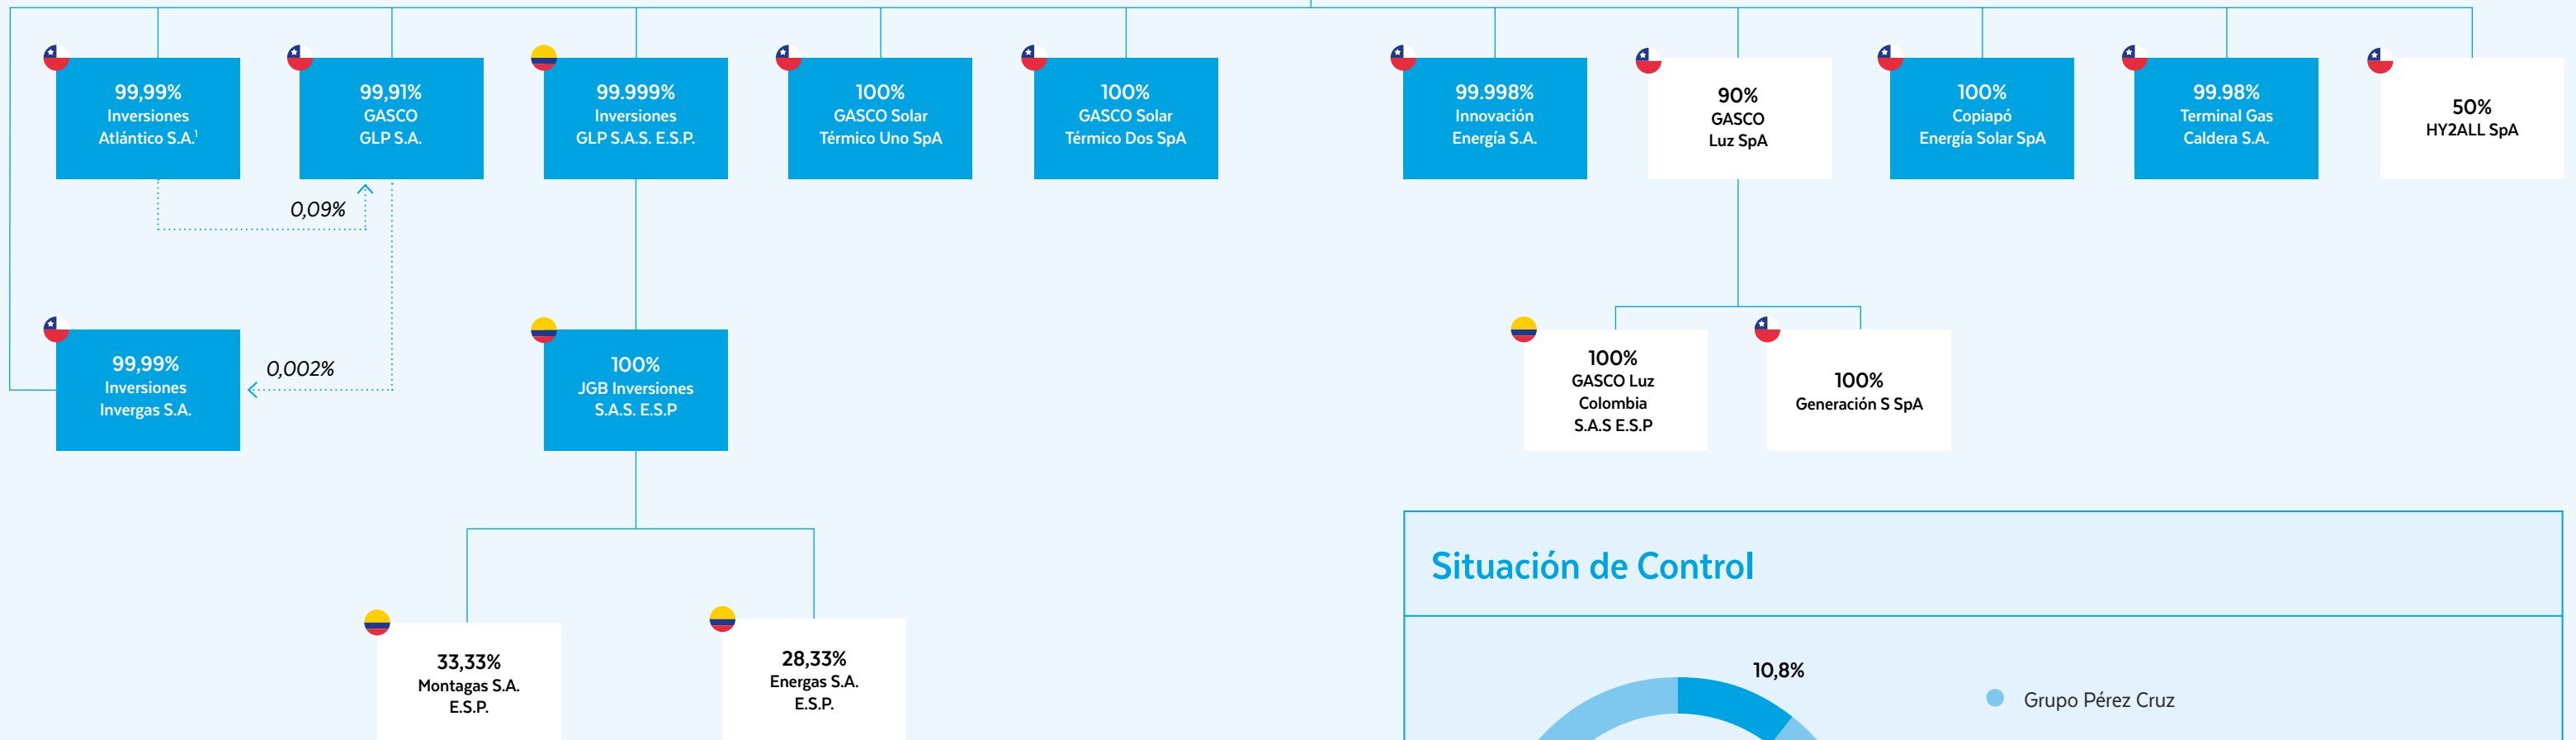 99,99%
Inversiones
Atlántico S.A.¹
99,91%
GASCO
GLP S.A.
99.999%
Inversiones
GLP S.A.S. E.S.P.
100%
GASCO Solar
Térmico Uno SpA
100%
GASCO Solar
Térmico Dos SpA
99.998%
Innovación
Energía S.A.
90%
GASCO
Luz SpA
100%
Copiapó
Energía Solar SpA
99.98%
Terminal Gas
Caldera S.A.
50%
HY2ALL SpA
0,09%
99,99%
Inversiones
Invergas S.A.
0,002%
100%
JGB Inversiones
S.A.S. E.S.P
100%
GASCO Luz
Colombia
S.A.S E.S.P
100%
Generación S SpA
33,33%
Montagas S.A.
E.S.P.
28,33%
Energas S.A.
E.S.P.
Situación de Control
10,8%
Grupo Pérez Cruz